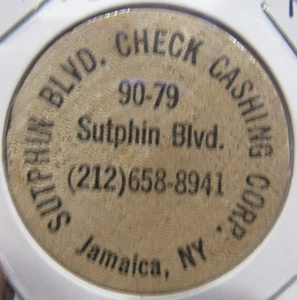 SUTPHIN BLVD. CHECK CASHING CORP.
90-79
Sutphin Blvd.
(212)658-8941
Jamaica, NY